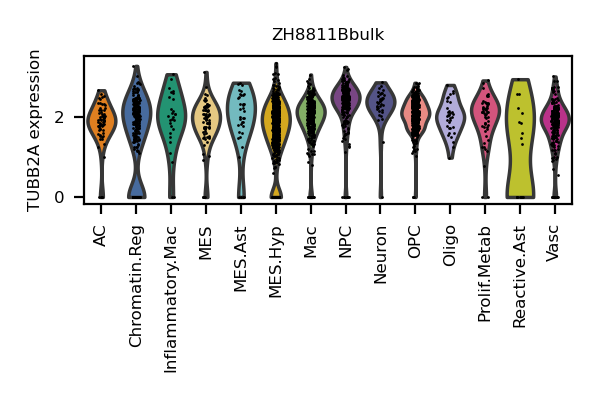 ZH8811Bbulk
TUBB2A expression
2
0
AC
Chromatin.Reg
Inflammatory.Mac
MES
MES.Ast
MES.Hyp
Mac
NPC
Neuron
OPC
Oligo
Prolif.Metab
Reactive.Ast
Vasc